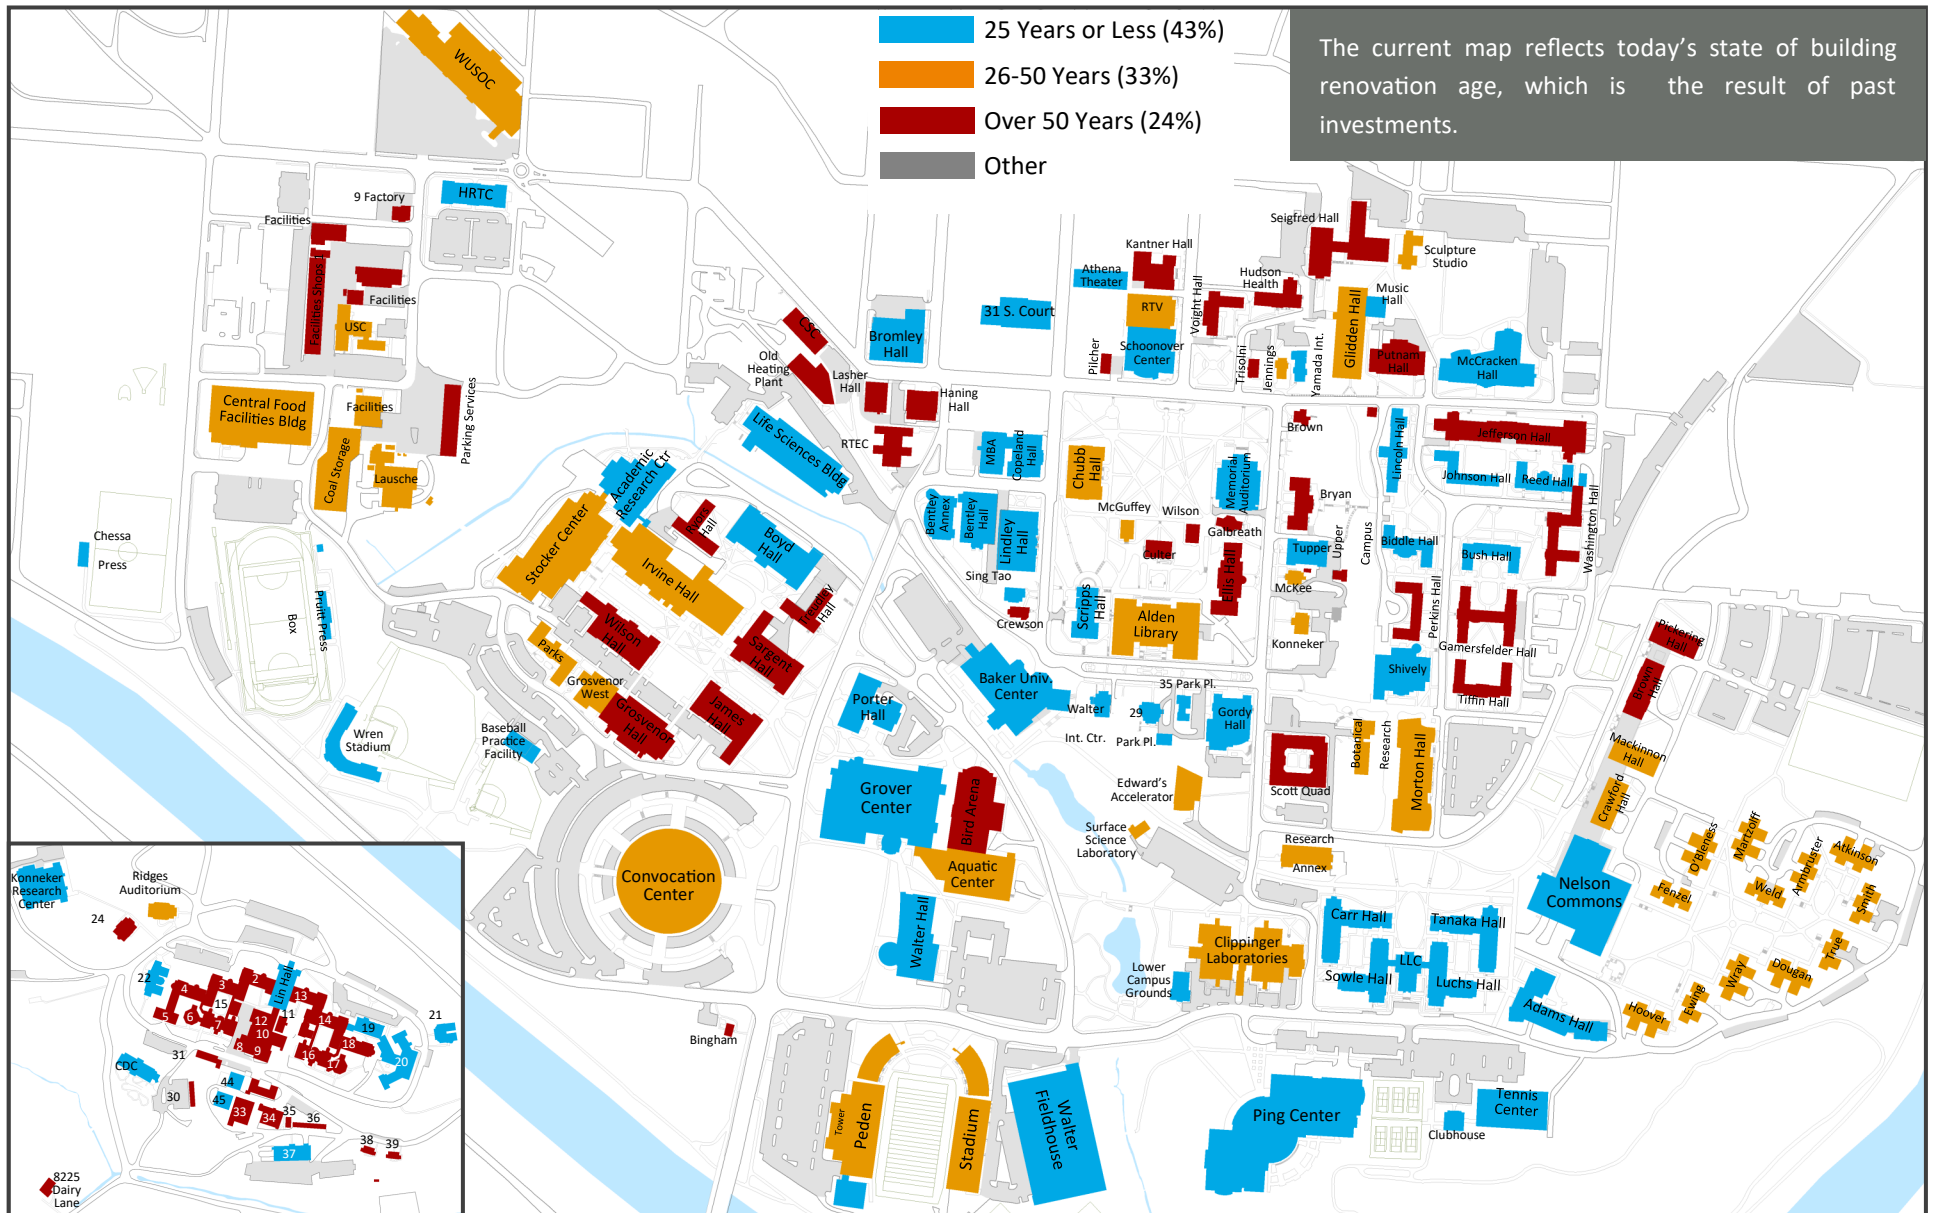 25 Years or Less (43%)
26-50 Years (33%)
Over 50 Years (24%)
Other
The current map reflects today’s state of building
renovation age, which is the result of past
investments.
WUSOC
9 Factory
HRTC
Facilities
Facilities Shops 1
Facilities
USC
Central Food
Facilities Bldg
Facilities
Coal Storage
Lausche
Parking Services
Chessa
Press
Box
Pruitt Press
Wren
Stadium
Baseball
Practice
Facility
CSC
Old
Heating
Plant
Lasher
Hall
Bromley
Hall
Haning
Hall
RTEC
31 S. Court
Life Sciences Bldg
Academic
Research Ctr
Stocker Center
Irvine Hall
Ryors
Hall
Boyd
Hall
Treudley
Hall
Wilson
Hall
Sargent
Hall
Parks
Grosvenor
West
Grosvenor
Hall
James
Hall
Convocation
Center
Kantner Hall
Athena
Theater
RTV
Schoonover
Center
Pilcher
Voight Hall
Hudson
Health
Seigfred Hall
Sculpture
Studio
Music
Hall
Glidden Hall
Putnam
Hall
McCracken
Hall
Trisolni
Jennings
Yamada Int.
Brown
Lincoln Hall
Jefferson Hall
Johnson Hall
Reed Hall
Washington Hall
MBA
Copeland
Hall
Chubb
Hall
Memorial
Auditorium
Bentley
Annex
Bentley
Hall
Lindley
Hall
McGuffey
Wilson
Galbreath
Culter
Ellis Hall
Bryan
Tupper
Upper
Campus
Biddle Hall
Bush Hall
Sing Tao
Crewson
Scripps
Hall
Alden
Library
McKee
Konneker
Perkins Hall
Gamersfelder Hall
Shively
Tiffin Hall
Pickering
Hall
Brown
Hall
Mackinnon
Hall
Crawford
Hall
Porter
Hall
Baker Univ.
Center
Walter
Int. Ctr.
35 Park Pl.
29
Park Pl.
Gordy
Hall
Botanical
Research
Morton Hall
Scott Quad
Grover
Center
Bird Arena
Aquatic
Center
Edward’s
Accelerator
Surface
Science
Laboratory
Research
Annex
Walter Hall
Clippinger
Laboratories
Lower
Campus
Grounds
Carr Hall
Tanaka Hall
LLC
Sowle Hall
Luchs Hall
Nelson
Commons
Adams Hall
O’Bleness
Martzolff
Armbruster
Atkinson
Fenzel
Weld
Smith
True
Dougan
Wray
Ewing
Hoover
Bingham
Tower
Peden
Stadium
Walter
Fieldhouse
Ping Center
Clubhouse
Tennis
Center
Konneker
Research
Center
Ridges
Auditorium
24
22
2
3
4
Lin Hall
13
15
5
6
7
12
11
10
14
8
9
19
21
18
16
17
20
31
CDC
44
30
45
33
34
35
36
37
38
39
8225
Dairy
Lane